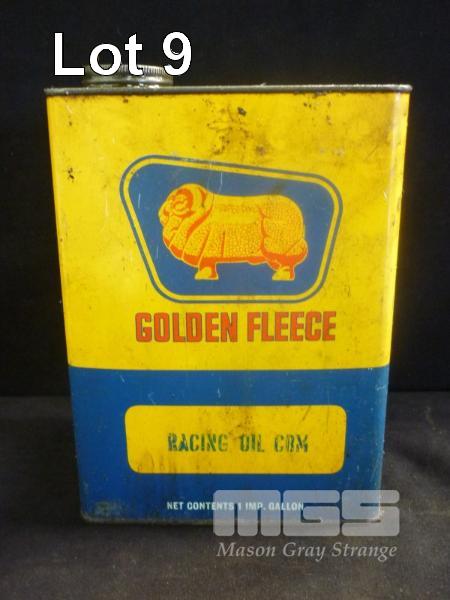 Lot 9
GOLDEN FLEECE
RACING OIL CBM
NET CONTENTS 1 IMP. GALLON
MGS
Mason Gray Strange